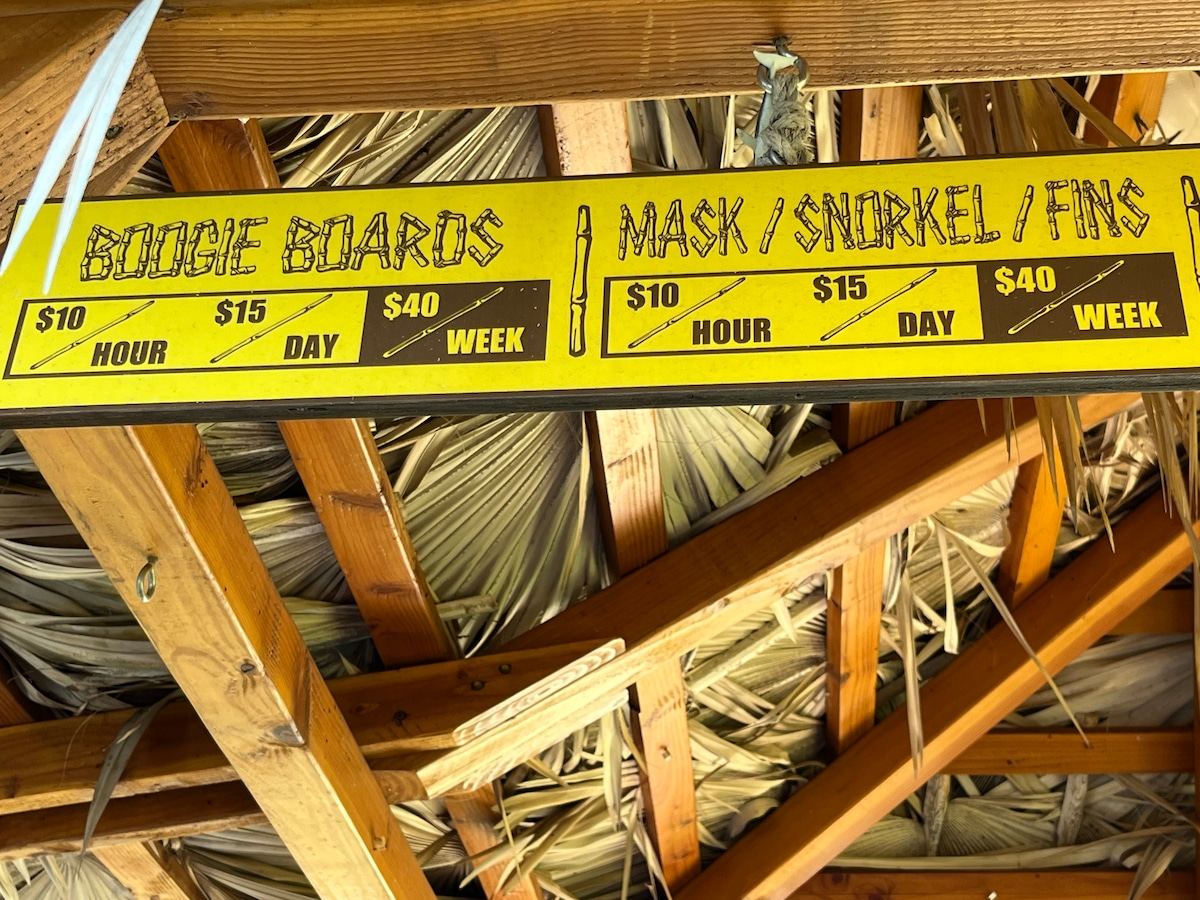 BOOGIE BOARDS
$10 HOUR $15 DAY $40 WEEK
MASK / SNORKEL / FINS
$10 HOUR $15 DAY $40 WEEK